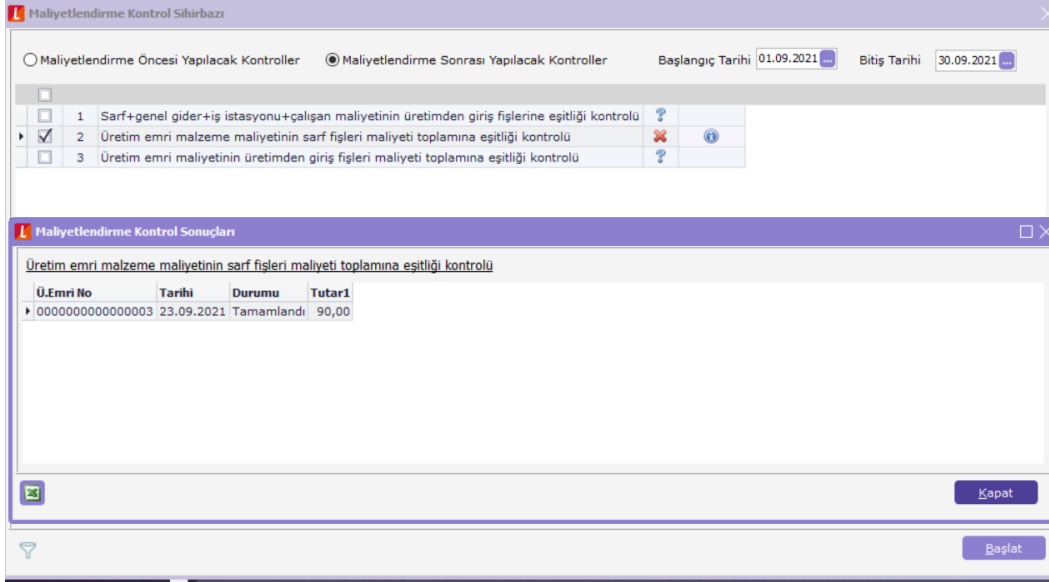 Maliyetlendirme Kontrol Sihirbazı
Maliyetlendirme Öncesi Yapılacak Kontroller Maliyetlendirme Sonrası Yapılacak Kontroller Başlangıç Tarihi 01.09.2021 ... Bitiş Tarihi 30.09.2021 ...
1 Sarf+genel gider+iş istasyonu+çalışan maliyetinin üretimden giriş fişlerine eşitliği kontrolü
2 Üretim emri malzeme maliyetinin sarf fişleri maliyeti toplamına eşitliği kontrolü
3 Üretim emri maliyetinin üretimden giriş fişleri maliyeti toplamına eşitliği kontrolü
Maliyetlendirme Kontrol Sonuçları
Üretim emri malzeme maliyetinin sarf fişleri maliyeti toplamına eşitliği kontrolü
Ü.Emri No Tarihi Durumu Tutar1
0000000000000003 23.09.2021 Tamamlandı 90,00
Kapat
Başlat